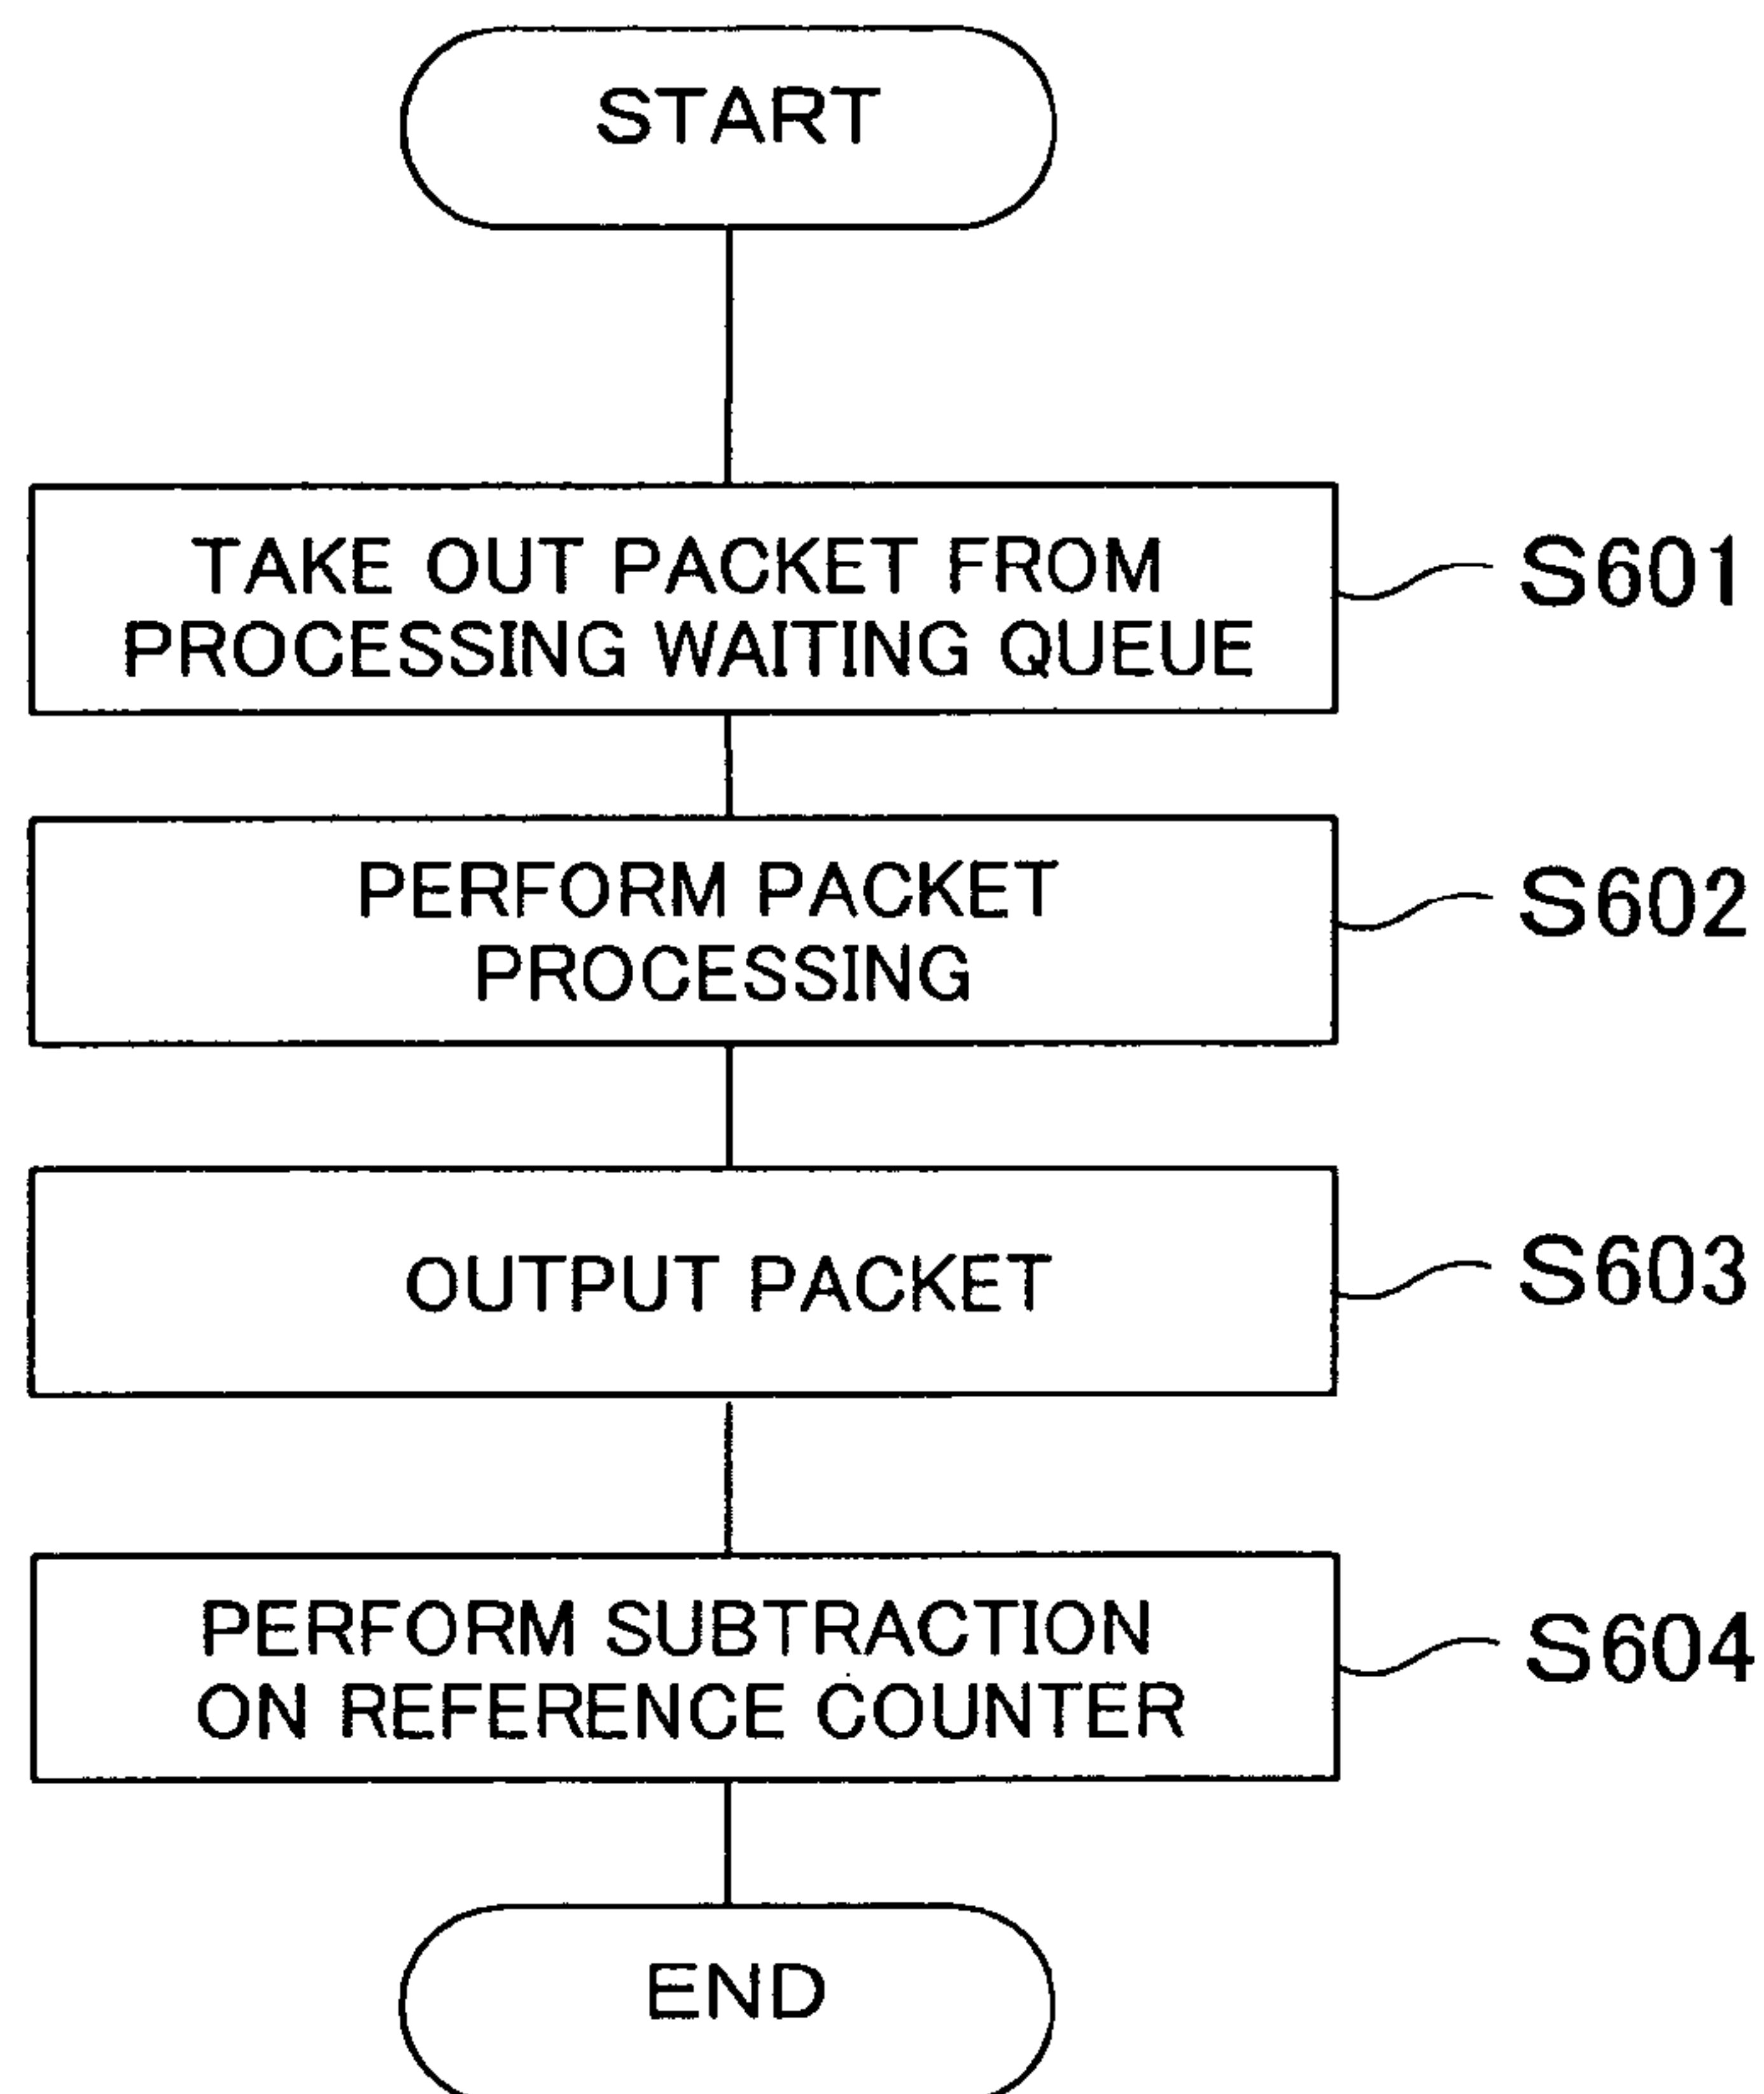 START
TAKE OUT PACKET FROM
PROCESSING WAITING QUEUE
S601
PERFORM PACKET
PROCESSING
S602
OUTPUT PACKET
S603
PERFORM SUBTRACTION
ON REFERENCE COUNTER
S604
END